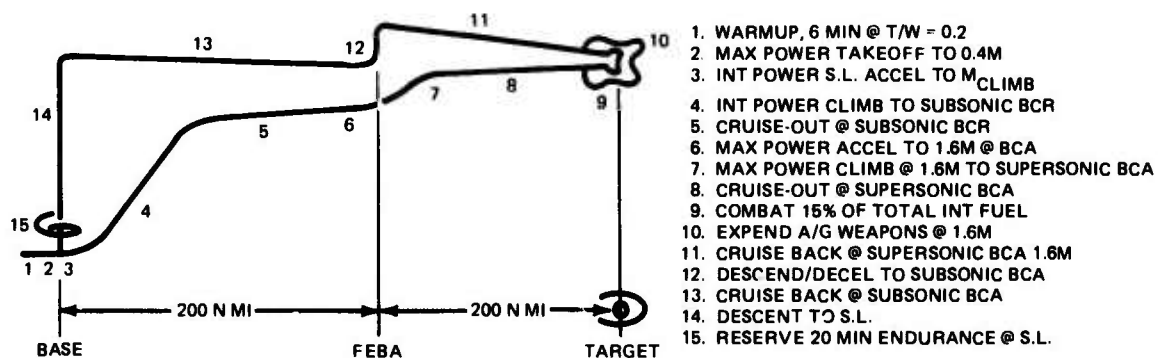 11
13
12
10
14
8
7
9
5
6
4
15
1 2 3
200 N MI
200 N MI
BASE
FEBA
TARGET
1. WARMUP, 6 MIN @ T/W = 0.2
2. MAX POWER TAKEOFF TO 0.4M
3. INT POWER S.L. ACCEL TO MCLIMB
4. INT POWER CLIMB TO SUBSONIC BCR
5. CRUISE-OUT @ SUBSONIC BCR
6. MAX POWER ACCEL TO 1.6M @ BCA
7. MAX POWER CLIMB @ 1.6M TO SUPERSONIC BCA
8. CRUISE-OUT @ SUPERSONIC BCA
9. COMBAT 15% OF TOTAL INT FUEL
10. EXPEND A/G WEAPONS @ 1.6M
11. CRUISE BACK @ SUPERSONIC BCA 1.6M
12. DESCEND/DECEL TO SUBSONIC BCA
13. CRUISE BACK @ SUBSONIC BCA
14. DESCENT TO S.L.
15. RESERVE 20 MIN ENDURANCE @ S.L.